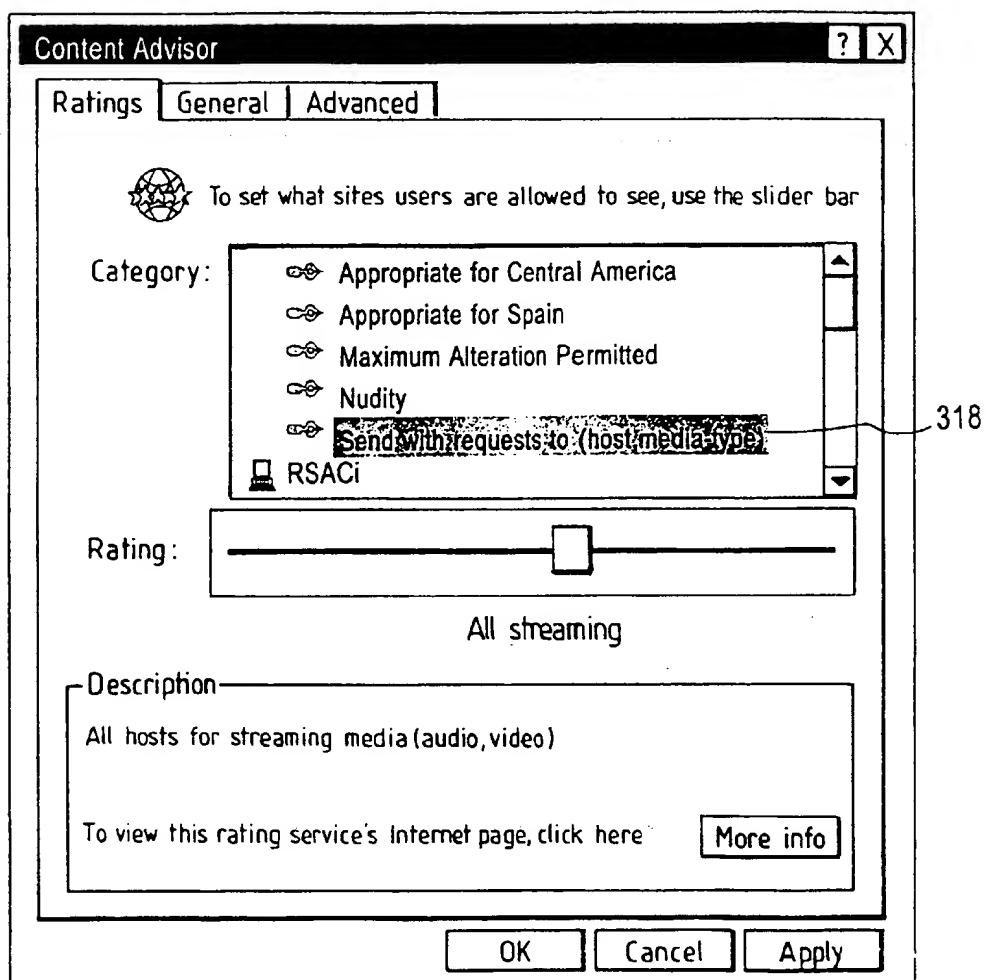 Content Advisor ? X
Ratings General Advanced
To set what sites users are allowed to see, use the slider bar
Category:
Appropriate for Central America
Appropriate for Spain
Maximum Alteration Permitted
Nudity
Send with requests to (host/media-type)
318
RSACi
Rating:
All streaming
Description
All hosts for streaming media (audio, video)
To view this rating service's Internet page, click here More info
OK Cancel Apply